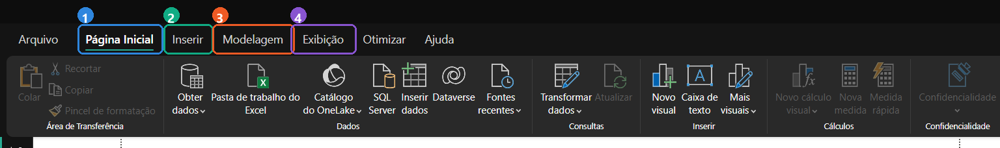 1 2 3 4
Arquivo Página Inicial Inserir Modelagem Exibição Otimizar Ajuda
Colar
Recortar
Copiar
Pincel de formatação
Área de Transferência
Obter
dados
Pasta de trabalho do
Excel
Catálogo
do OneLake
SQL
Server
Inserir
dados
Dataverse
Fontes
recentes
Dados
Transformar
dados
Atualizar
Consultas
Novo
visual
Caixa de
texto
Mais
visuais
Inserir
Novo cálculo
visual
Nova
medida
Medida
rápida
Cálculos
Confidencialidade
Confidencialidade